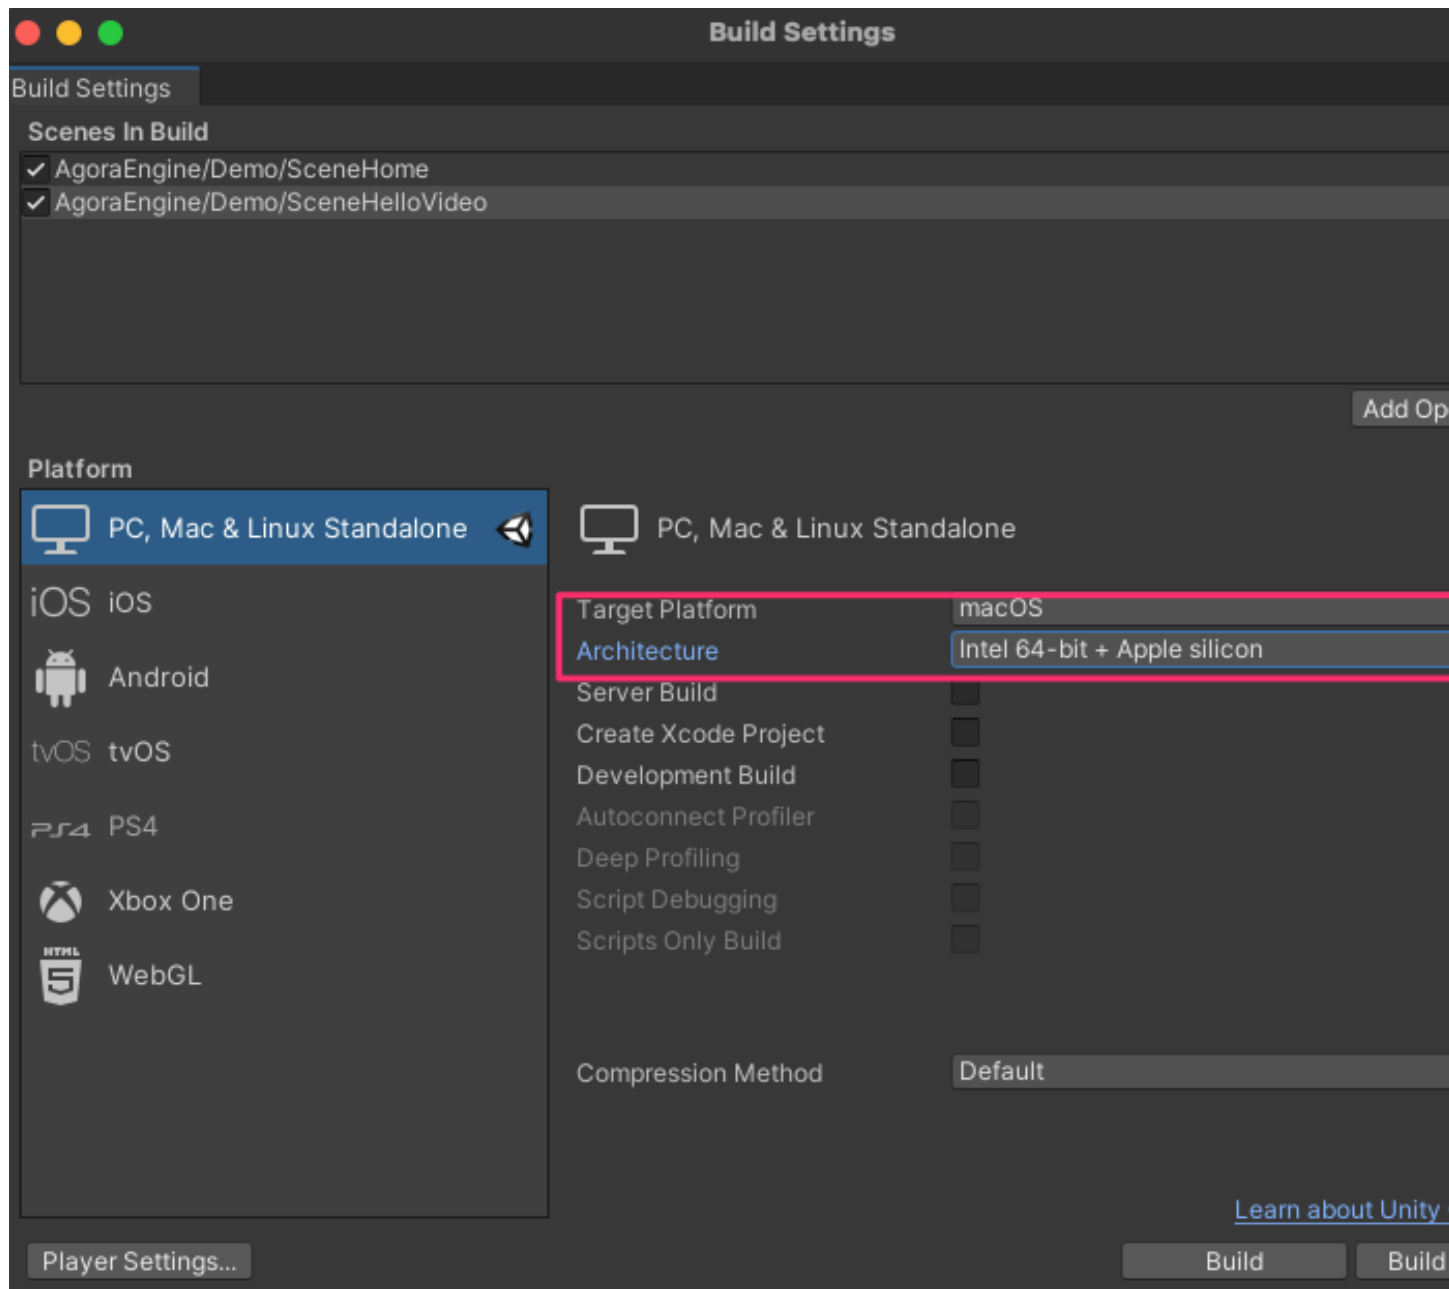 Build Settings
Build Settings
Scenes In Build
AgoraEngine/Demo/SceneHome
AgoraEngine/Demo/SceneHelloVideo
Add Op
Platform
PC, Mac & Linux Standalone
PC, Mac & Linux Standalone
iOS iOS
Target Platform macOS
Architecture Intel 64-bit + Apple silicon
Android
Server Build
Create Xcode Project
tvOS tvOS
Development Build
PS4 PS4
Autoconnect Profiler
Deep Profiling
Xbox One
Script Debugging
Scripts Only Build
HTML
5 WebGL
Compression Method Default
Learn about Unity
Player Settings...
Build
Build